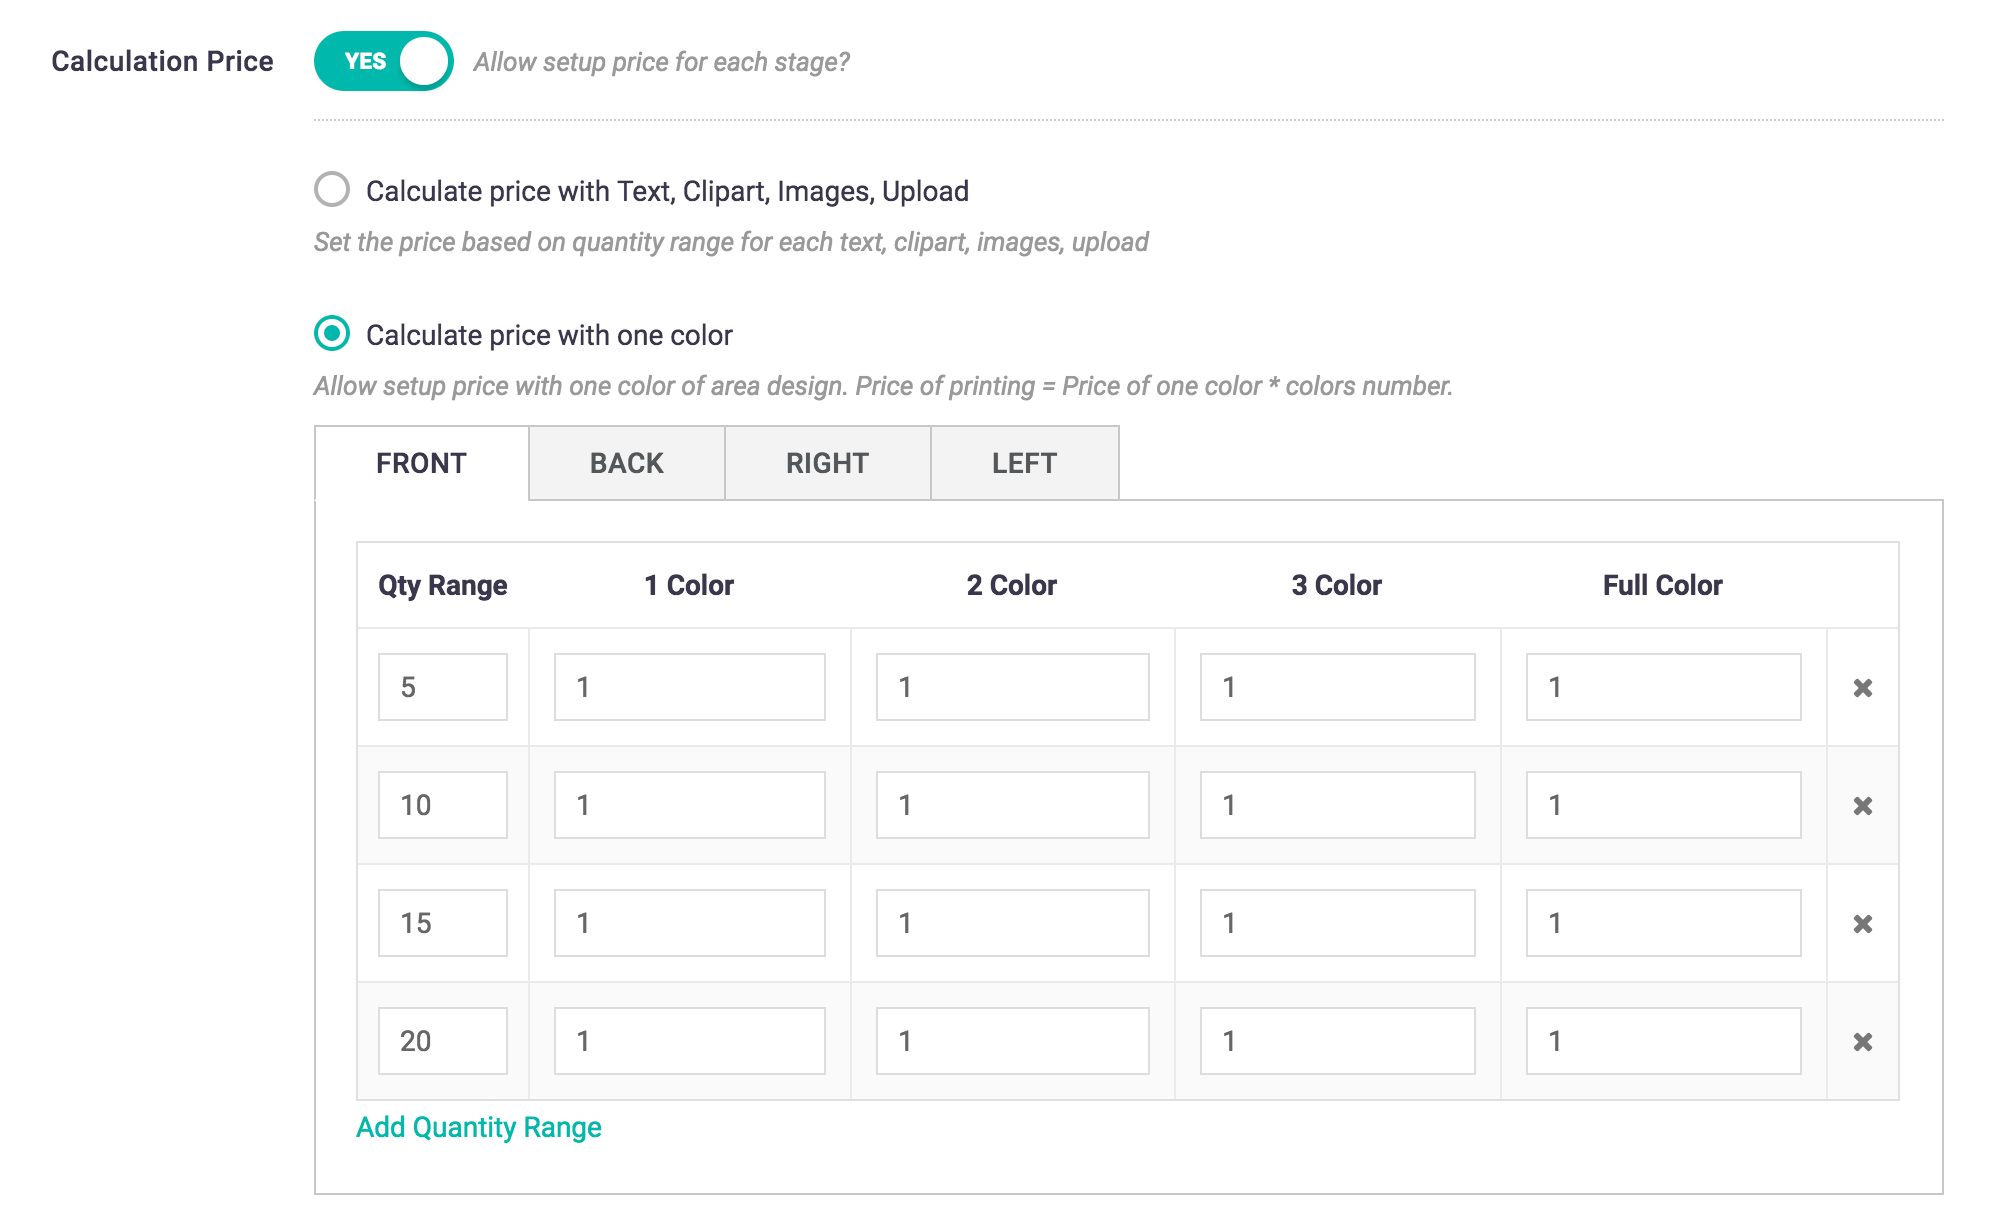 Calculation Price YES Allow setup price for each stage?
Calculate price with Text, Clipart, Images, Upload
Set the price based on quantity range for each text, clipart, images, upload
Calculate price with one color
Allow setup price with one color of area design. Price of printing = Price of one color * colors number.
FRONT BACK RIGHT LEFT
Qty Range 1 Color 2 Color 3 Color Full Color
5 1 1 1 1
10 1 1 1 1
15 1 1 1 1
20 1 1 1 1
Add Quantity Range